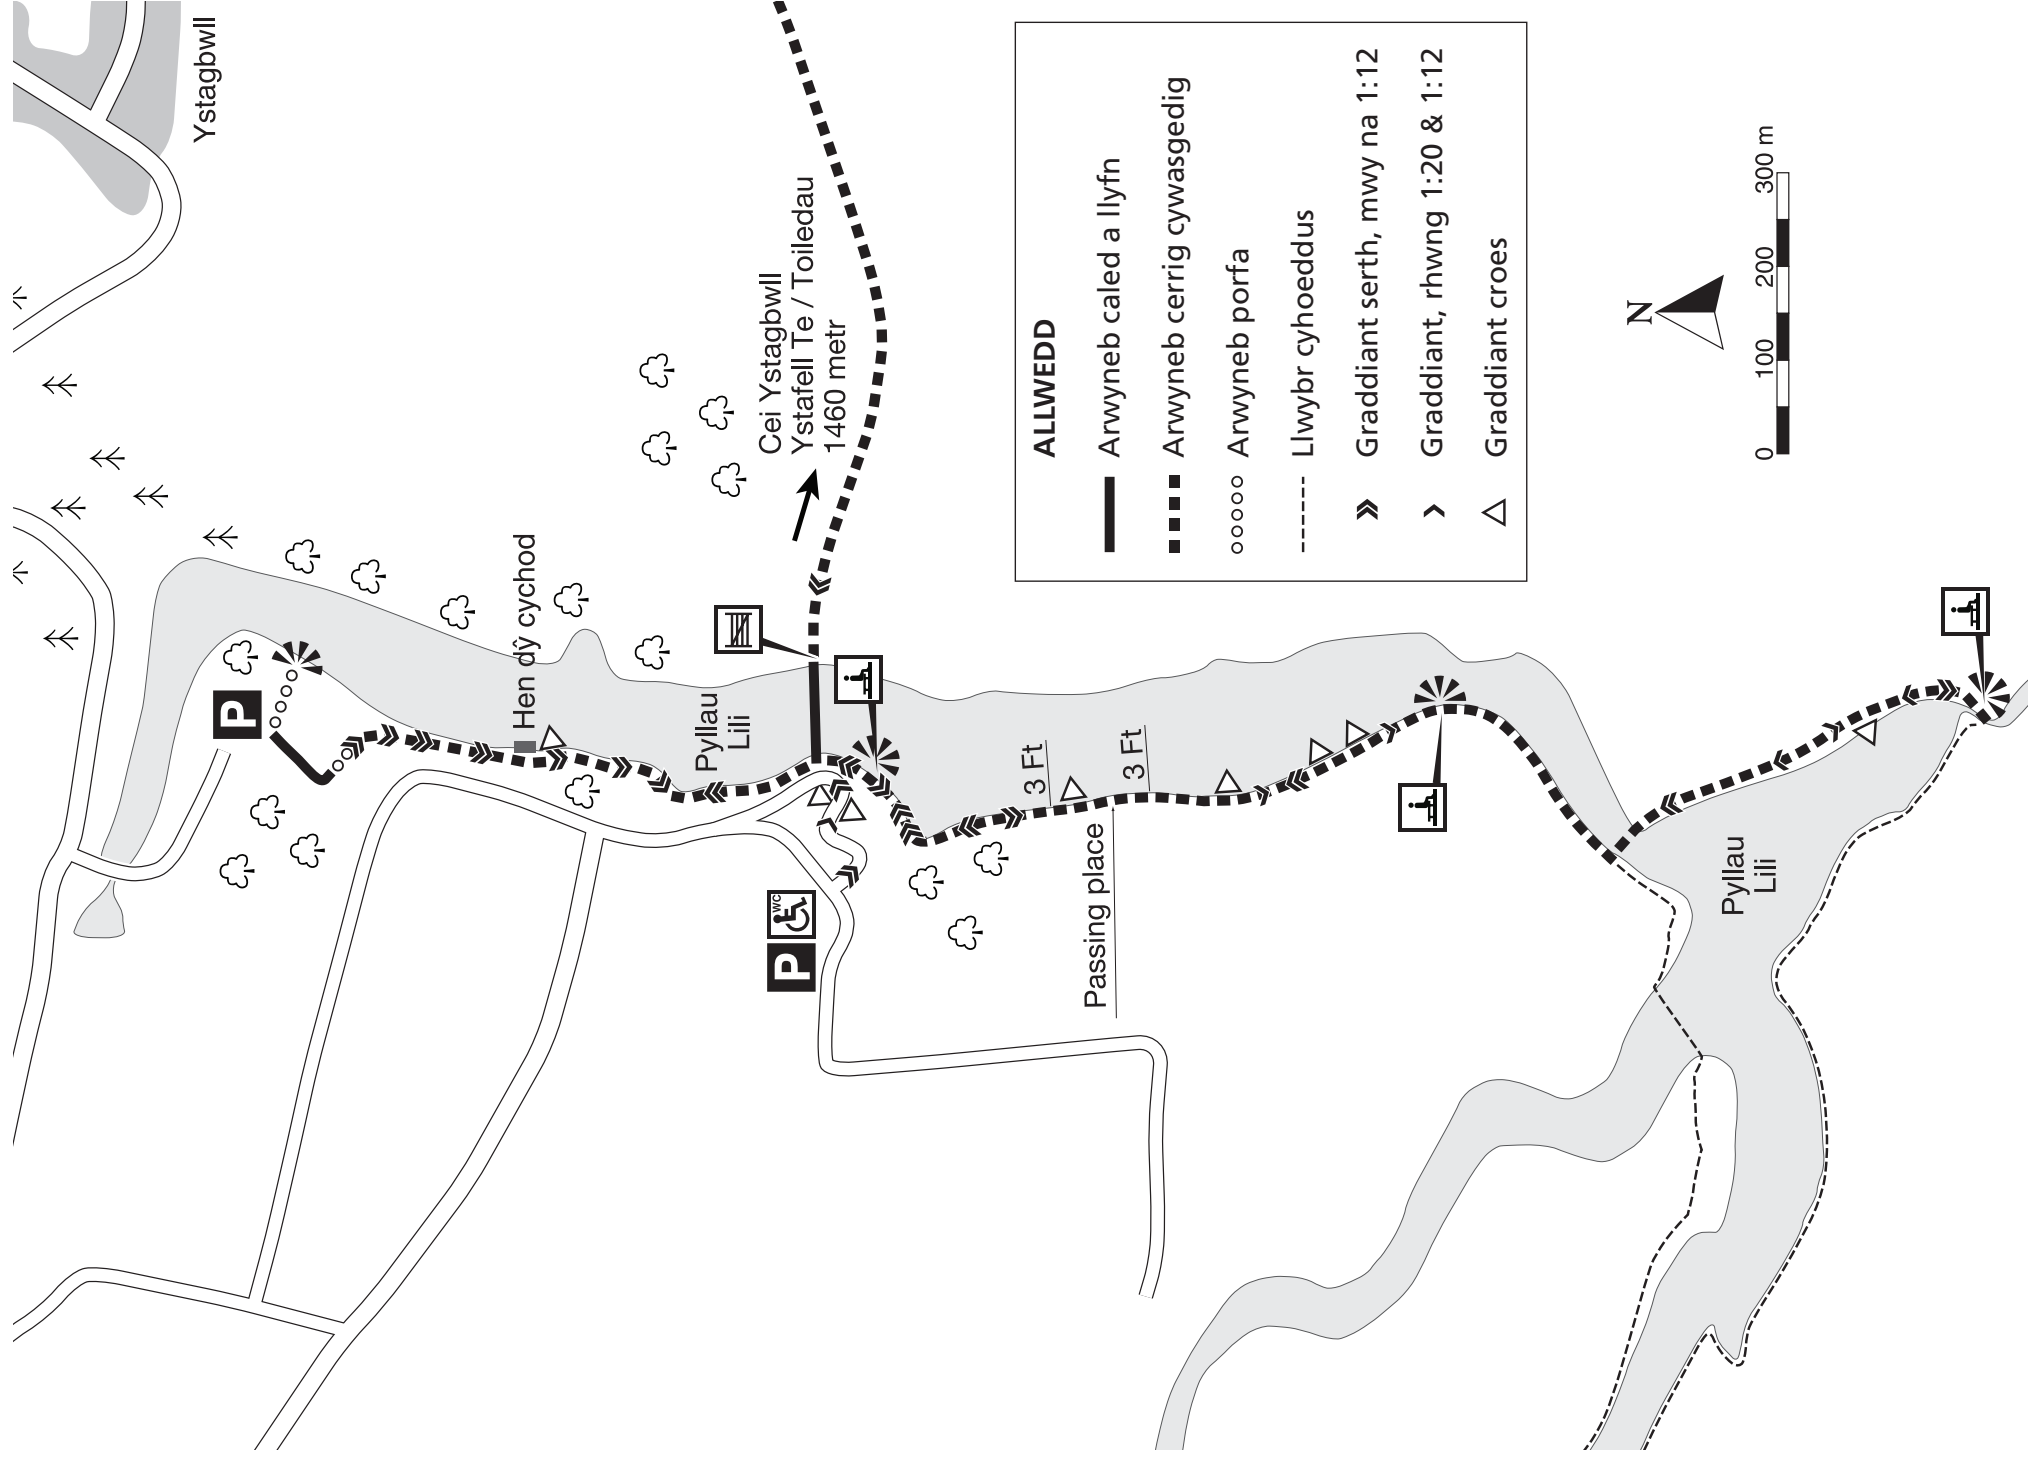 Ystagbwll
P
Hen dŷ cychod
Pyllau
Lili
Cei Ystagbwll
Ystafell Te / Toiledau
1460 metr
P
WC
3 Ft
3 Ft
Passing place
Pyllau
Lili
ALLWEDD
Arwyneb caled a llyfn
Arwyneb cerrig cywasgedig
Arwyneb porfa
Llwybr cyhoeddus
Graddiant serth, mwy na 1:12
Graddiant, rhwng 1:20 & 1:12
Graddiant croes
N
0 100 200 300 m